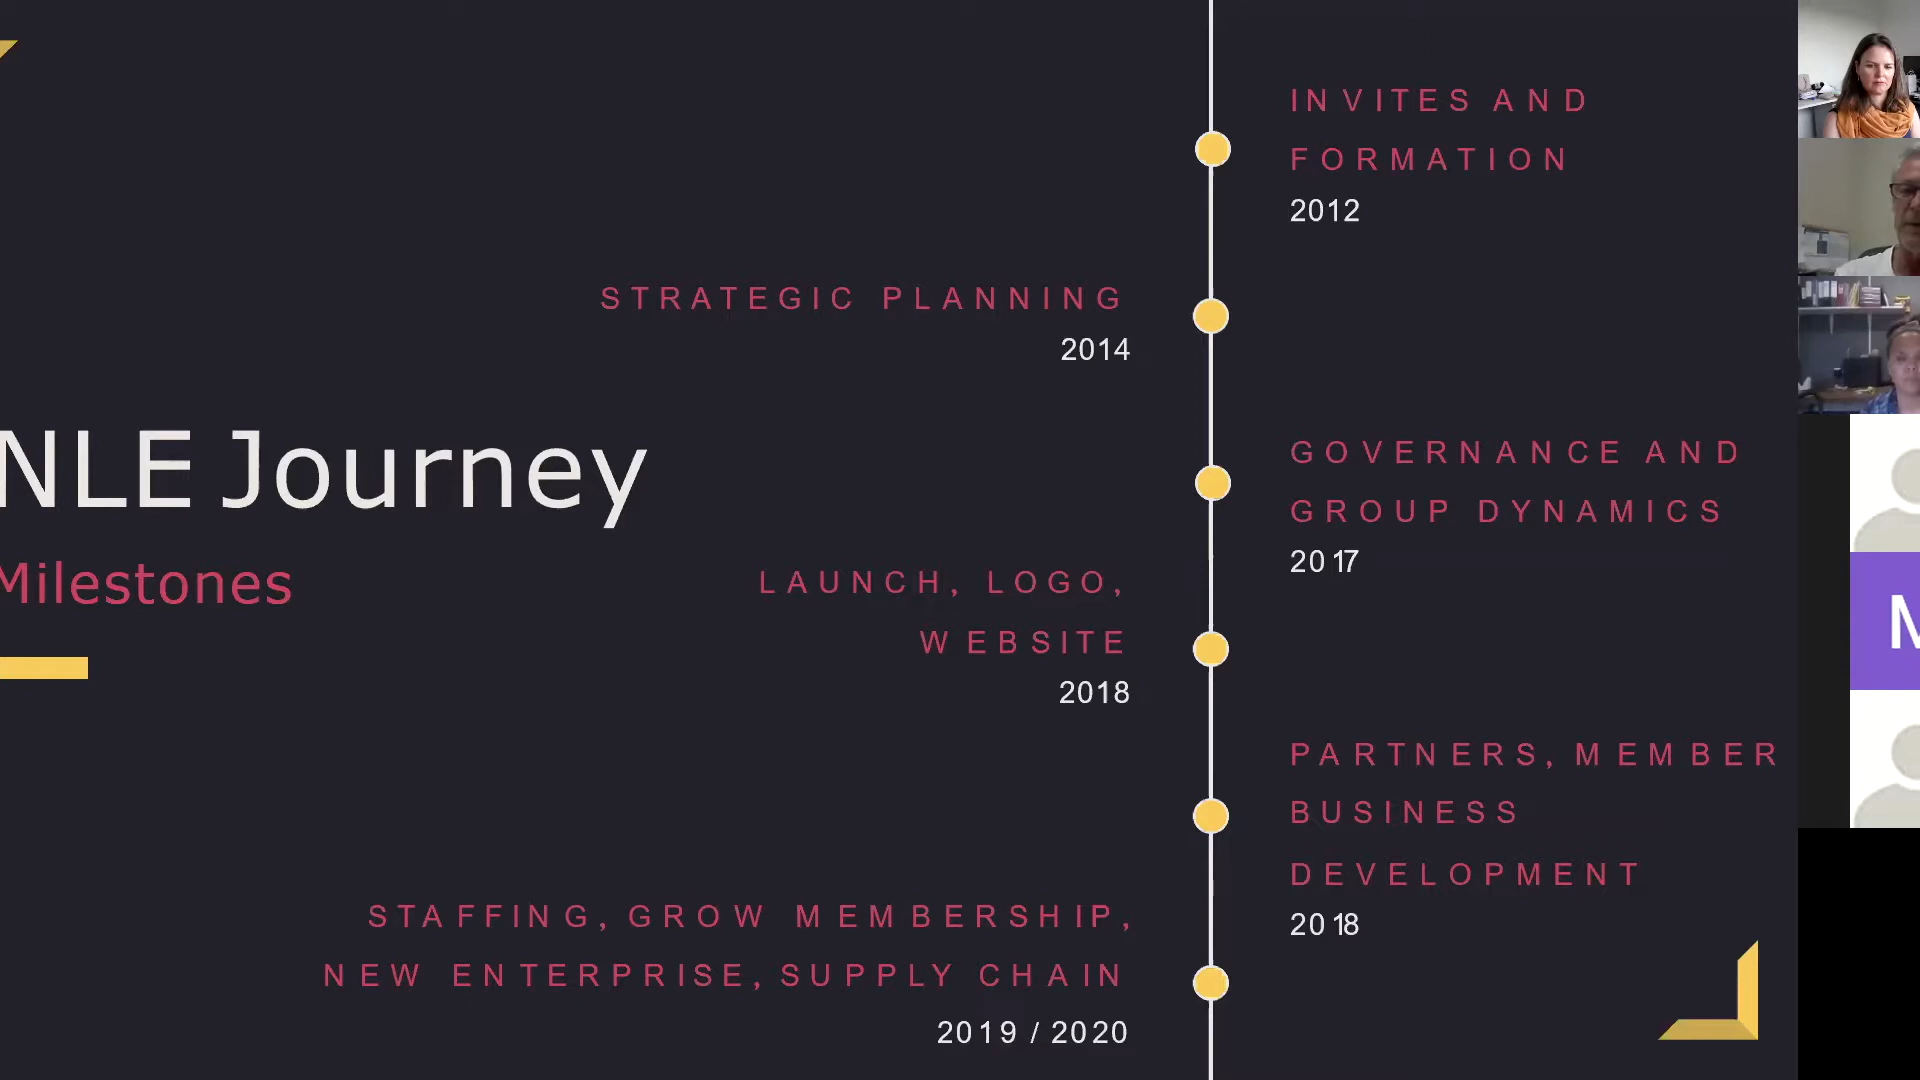 NLE Journey
Milestones
INVITES AND
FORMATION
2012
STRATEGIC PLANNING
2014
GOVERNANCE AND
GROUP DYNAMICS
2017
LAUNCH, LOGO,
WEBSITE
2018
PARTNERS, MEMBER
BUSINESS
DEVELOPMENT
2018
STAFFING, GROW MEMBERSHIP,
NEW ENTERPRISE, SUPPLY CHAIN
2019 / 2020
M